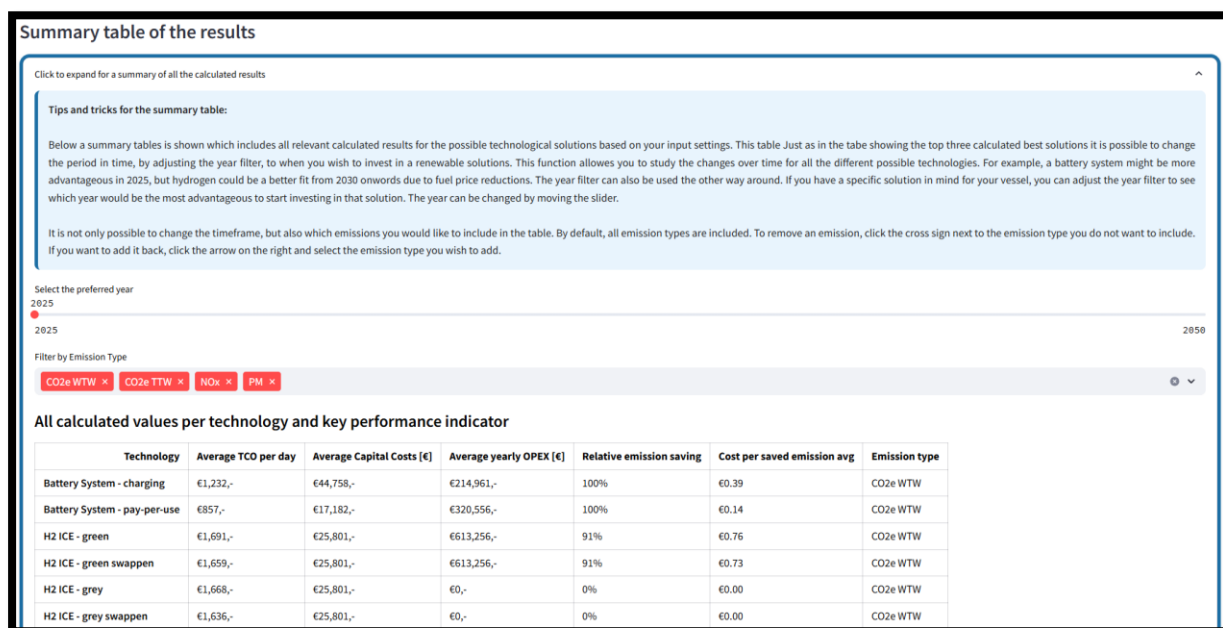 Summary table of the results
Click to expand for a summary of all the calculated results
Tips and tricks for the summary table:
Below a summary tables is shown which includes all relevant calculated results for the possible technological solutions based on your input settings. This table Just as in the tabe showing the top three calculated best solutions it is possible to change
the period in time, by adjusting the year filter, to when you wish to invest in a renewable solutions. This function allowes you to study the changes over time for all the different possible technologies. For example, a battery system might be more
advantageous in 2025, but hydrogen could be a better fit from 2030 onwords due to fuel price reductions. The year filter can also be used the other way around. If you have a specific solution in mind for your vessel, you can adjust the year filter to see
which year would be the most advantageous to start investing in that solution. The year can be changed by moving the slider.
It is not only possible to change the timeframe, but also which emissions you would like to include in the table. By default, all emission types are included. To remove an emission, click the cross sign next to the emission type you do not want to include.
If you want to add it back, click the arrow on the right and select the emission type you wish to add.
Select the preferred year
2025
2025 2050
Filter by Emission Type
CO2e WTW × CO2e TTW × NOx × PM ×
All calculated values per technology and key performance indicator
Technology Average TCO per day Average Capital Costs [€] Average yearly OPEX [€] Relative emission saving Cost per saved emission avg Emission type
Battery System - charging €1,232,- €44,758,- €214,961,- 100% €0.39 CO2e WTW
Battery System - pay-per-use €857,- €17,182,- €320,556,- 100% €0.14 CO2e WTW
H2 ICE - green €1,691,- €25,801,- €613,256,- 91% €0.76 CO2e WTW
H2 ICE - green swappen €1,659,- €25,801,- €613,256,- 91% €0.73 CO2e WTW
H2 ICE - grey €1,668,- €25,801,- €0,- 0% €0.00 CO2e WTW
H2 ICE - grey swappen €1,636,- €25,801,- €0,- 0% €0.00 CO2e WTW